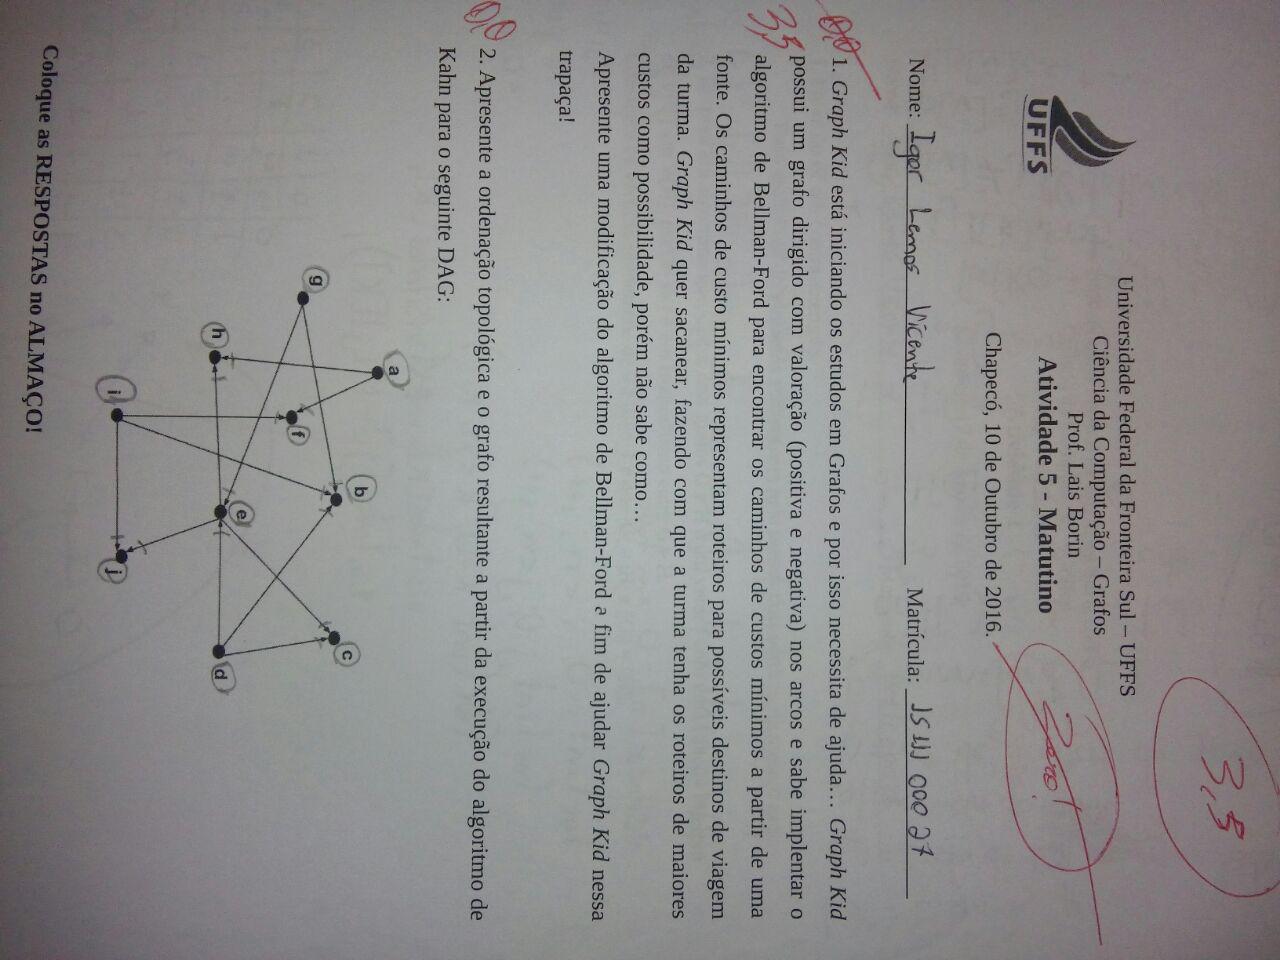 3,5
Universidade Federal da Fronteira Sul – UFFS
Ciência da Computação – Grafos
Prof. Lais Borin
Atividade 5 - Matutino
Zero!
UFFS
Chapecó, 10 de Outubro de 2016.
Nome: Igor Lemos Vicente Matrícula:
0,0
1. Graph Kid está iniciando os estudos em Grafos e por isso necessita de ajuda… Graph Kid
3,5
possui um grafo dirigido com valoração (positiva e negativa) nos arcos e sabe implentar o
algoritmo de Bellman-Ford para encontrar os caminhos de custos mínimos a partir de uma
fonte. Os caminhos de custo mínimos representam roteiros para possíveis destinos de viagem
da turma. Graph Kid quer sacanear, fazendo com que a turma tenha os roteiros de maiores
custos como possibilidade, porém não sabe como…
Apresente uma modificação do algoritmo de Bellman-Ford a fim de ajudar Graph Kid nessa
trapaça!
0,0
2. Apresente a ordenação topológica e o grafo resultante a partir da execução do algoritmo de
Kahn para o seguinte DAG:
a
b
c
g
f
e
h
d
i
j
Coloque as RESPOSTAS no ALMAÇO!